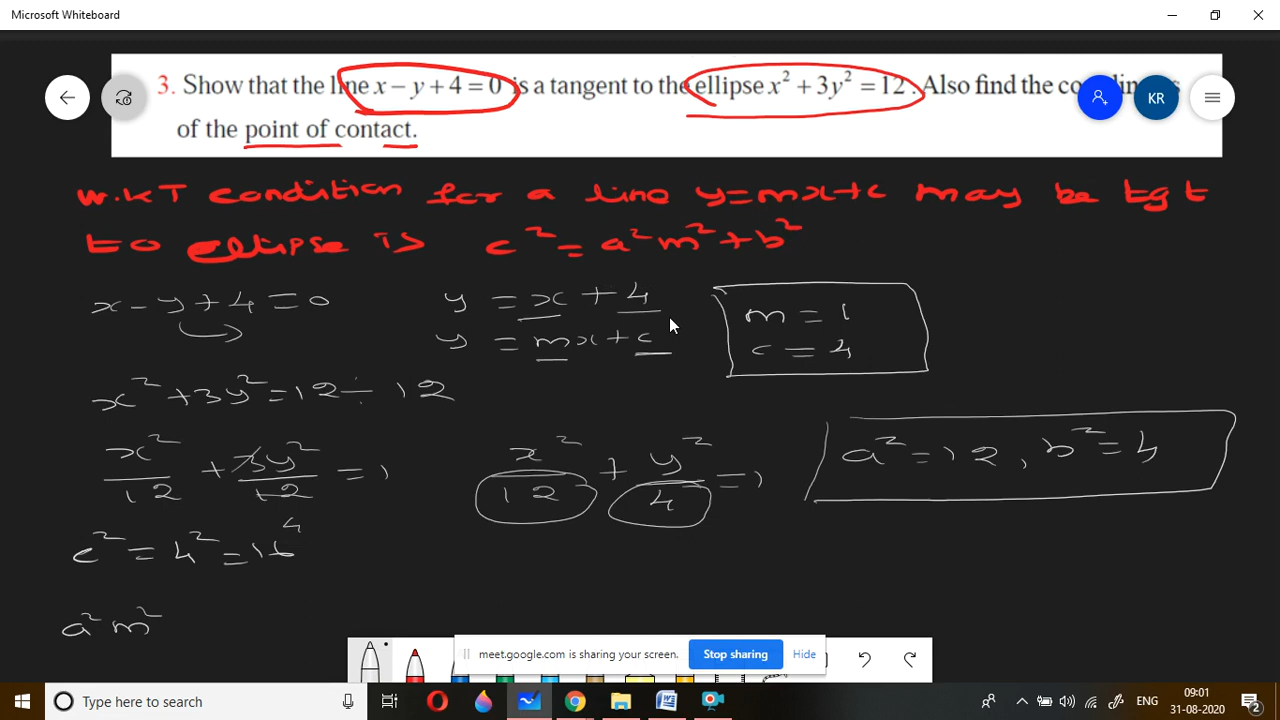 Microsoft Whiteboard
3. Show that the line x − y + 4 = 0 is a tangent to the ellipse x² + 3y² = 12. Also find the
KR
of the point of contact.
W.K.T condition for a line y=mx+c may be tgt
to ellipse is c² = a²m² + b²
x - y + 4 = 0
y = x + 4
y = mx + c
m = 1
c = 4
x² + 3y² = 12 ÷ 12
x²/12 + 3y²/12 = 1
4
x²/12 + y²/4 = 1
a² = 12, b² = 4
c² = 4² = 16
a²m²
meet.google.com is sharing your screen. Stop sharing Hide
Type here to search
ENG
09:01
31-08-2020
2